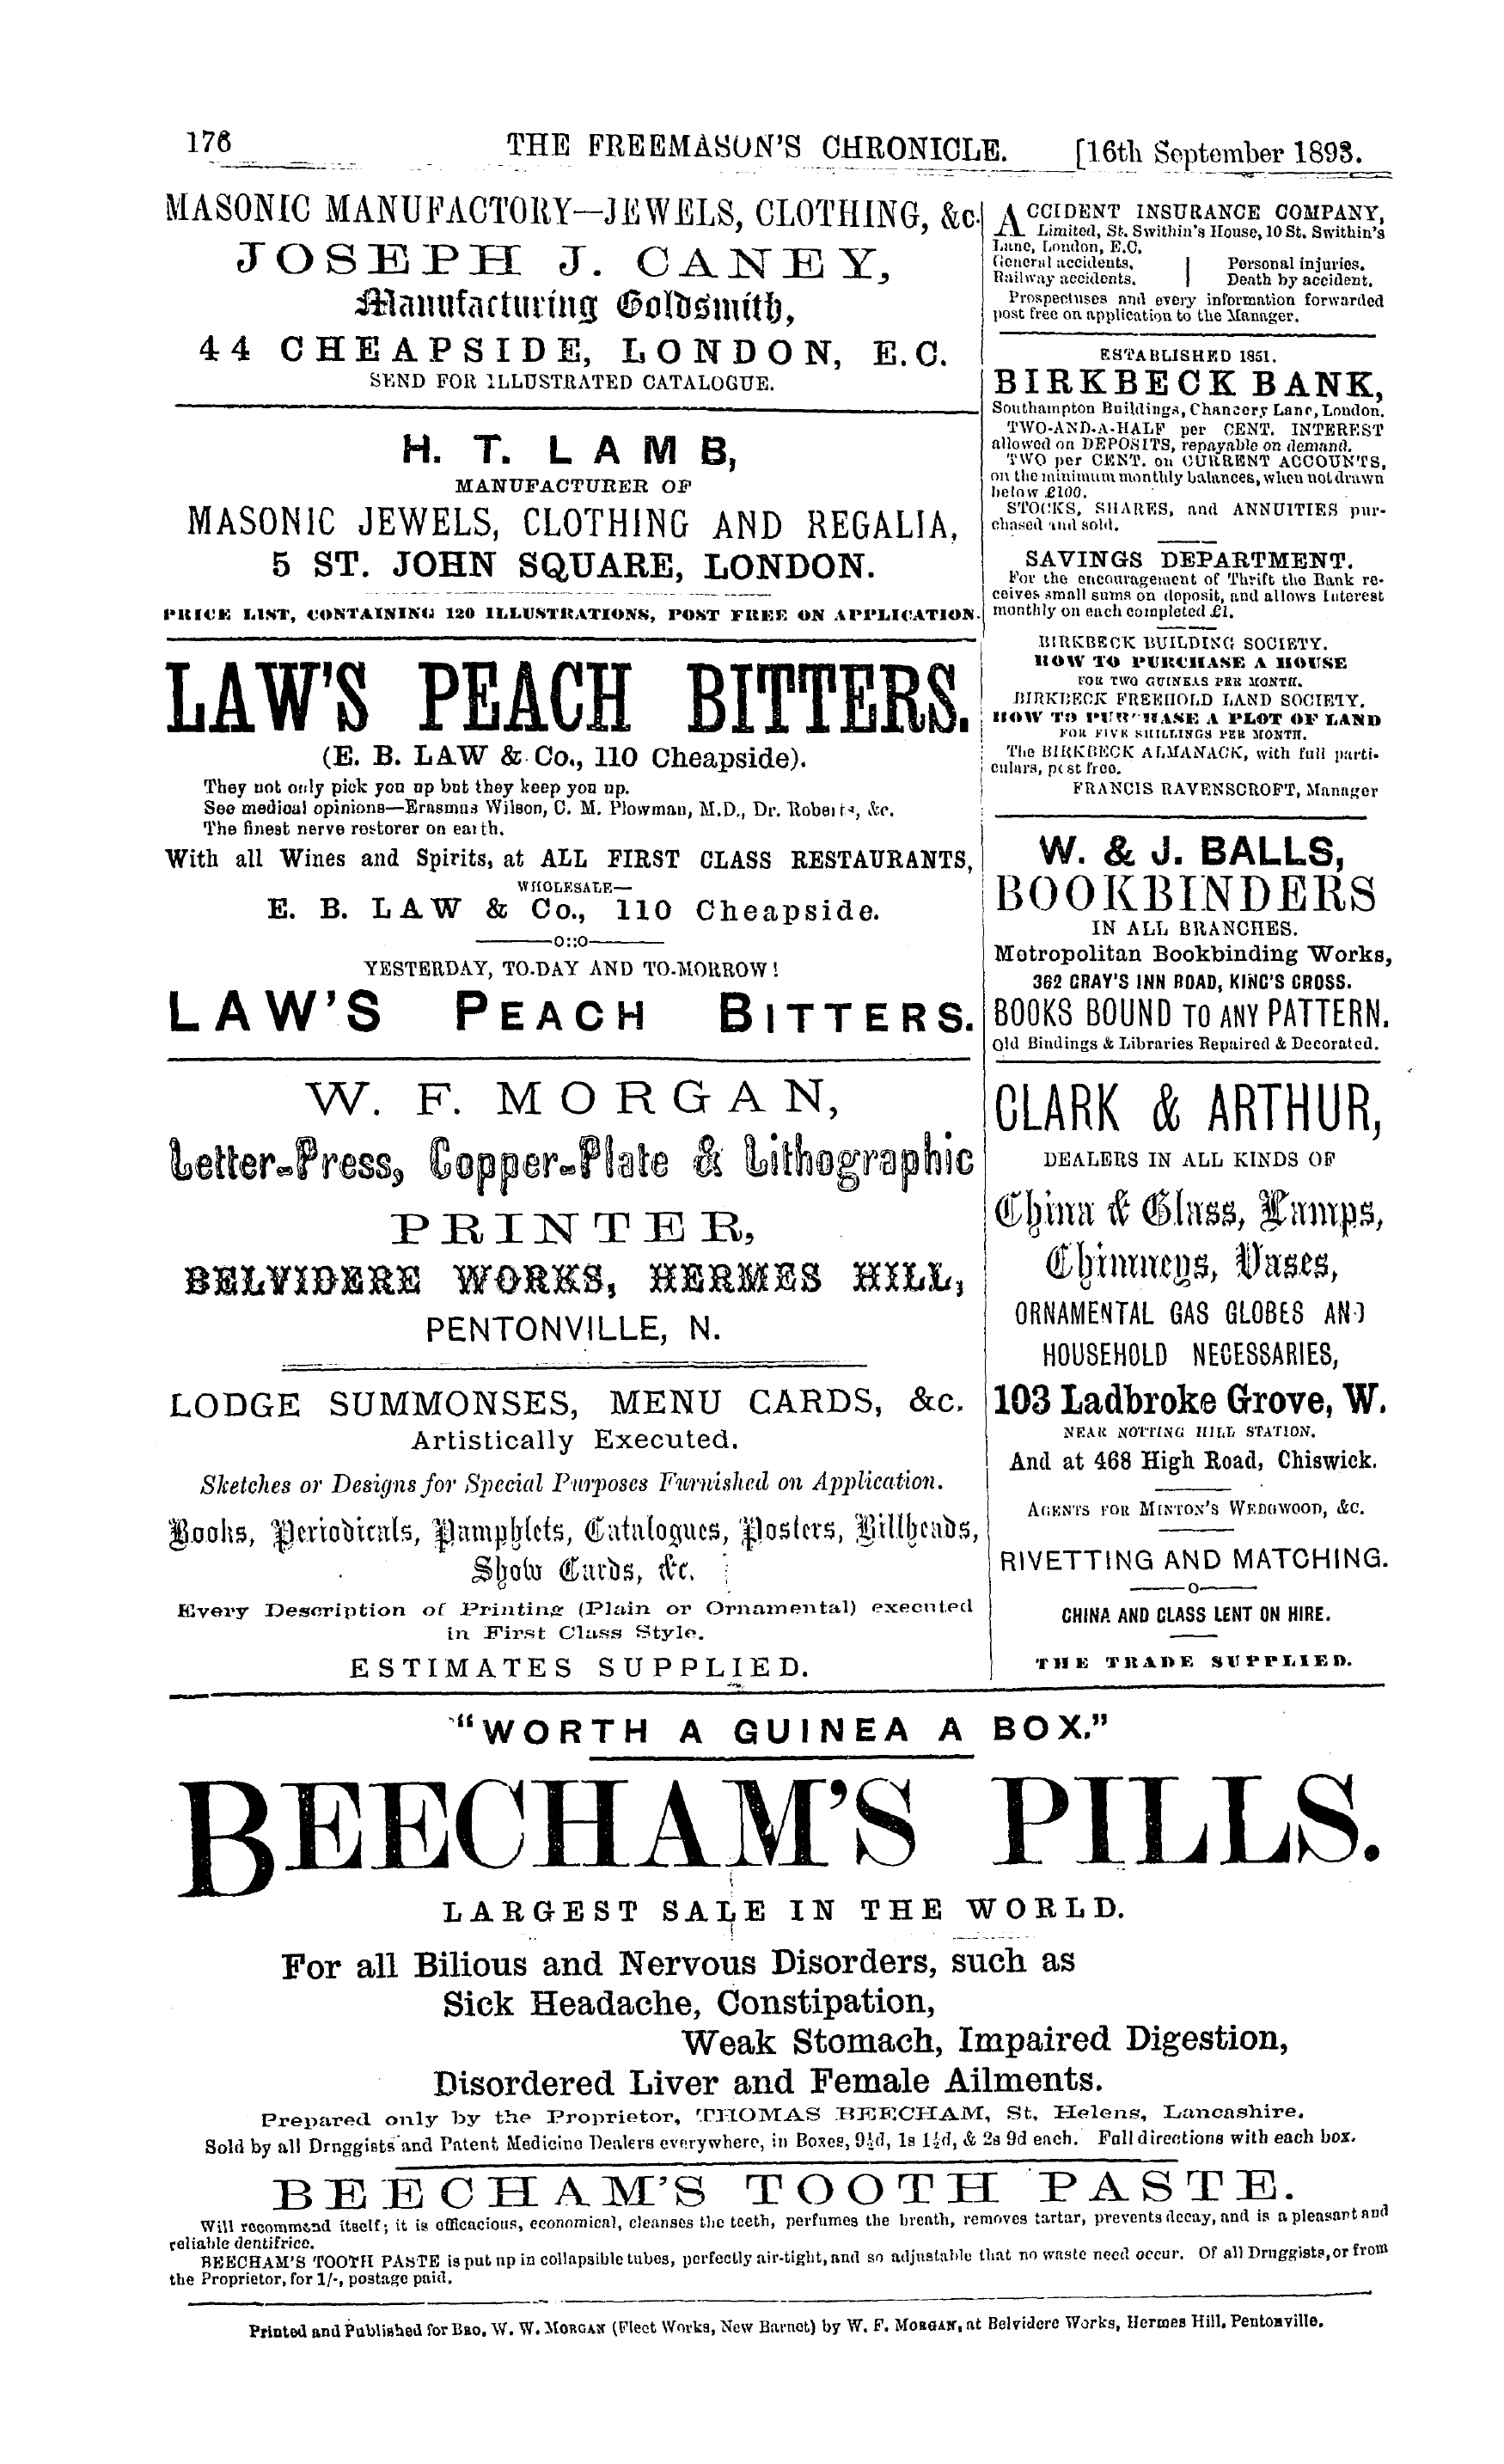 176 THE FREEMASON'S CHRONICLE. [16th September 1893.
MASONIC MANUFACTORY—JEWELS, CLOTHING, &c.
JOSEPH J. CANEY,
Manufacturing Goldsmith,
44 CHEAPSIDE, LONDON, E.C.
SEND FOR ILLUSTRATED CATALOGUE.
H. T. LAMB,
MANUFACTURER OF
MASONIC JEWELS, CLOTHING AND REGALIA,
5 ST. JOHN SQUARE, LONDON.
PRICE LIST, CONTAINING 120 ILLUSTRATIONS, POST FREE ON APPLICATION.
LAW'S PEACH BITTERS.
(E. B. LAW & Co., 110 Cheapside).
They not only pick you up but they keep you up.
See medical opinions—Erasmus Wilson, C. M. Plowman, M.D., Dr. Roberts, &c.
The finest nerve restorer on earth.
With all Wines and Spirits, at ALL FIRST CLASS RESTAURANTS,
WHOLESALE—
E. B. LAW & Co., 110 Cheapside.
o::o
YESTERDAY, TO-DAY AND TO-MORROW!
LAW'S PEACH BITTERS.
W. F. MORGAN,
Letter-Press, Copper-Plate & Lithographic
PRINTER,
BELVIDERE WORKS, HERMES HILL,
PENTONVILLE, N.
LODGE SUMMONSES, MENU CARDS, &c.
Artistically Executed.
Sketches or Designs for Special Purposes Furnished on Application.
Books, Periodicals, Pamphlets, Catalogues, Posters, Billheads,
Show Cards, &c.
Every Description of Printing (Plain or Ornamental) executed
in First Class Style.
ESTIMATES SUPPLIED.
ACCIDENT INSURANCE COMPANY,
Limited, St. Swithin's House, 10 St. Swithin's
Lane, London, E.C.
General accidents. | Personal injuries.
Railway accidents. | Death by accident.
Prospectuses and every information forwarded
post free on application to the Manager.
ESTABLISHED 1851.
BIRKBECK BANK,
Southampton Buildings, Chancery Lane, London.
TWO-AND-A-HALF per CENT. INTEREST
allowed on DEPOSITS, repayable on demand.
TWO per CENT. on CURRENT ACCOUNTS,
on the minimum monthly balances, when not drawn
below £100.
STOCKS, SHARES, and ANNUITIES pur-
chased and sold.
SAVINGS DEPARTMENT.
For the encouragement of Thrift the Bank re-
ceives small sums on deposit, and allows Interest
monthly on each completed £1.
BIRKBECK BUILDING SOCIETY.
HOW TO PURCHASE A HOUSE
FOR TWO GUINEAS PER MONTH.
BIRKBECK FREEHOLD LAND SOCIETY.
HOW TO PURCHASE A PLOT OF LAND
FOR FIVE SHILLINGS PER MONTH.
The BIRKBECK ALMANACK, with full parti-
culars, post free.
FRANCIS RAVENSCROFT, Manager
W. & J. BALLS,
BOOKBINDERS
IN ALL BRANCHES.
Metropolitan Bookbinding Works,
362 GRAY'S INN ROAD, KING'S CROSS.
BOOKS BOUND TO ANY PATTERN.
Old Bindings & Libraries Repaired & Decorated.
CLARK & ARTHUR,
DEALERS IN ALL KINDS OF
China & Glass, Lamps,
Chimneys, Vases,
ORNAMENTAL GAS GLOBES AND
HOUSEHOLD NECESSARIES,
103 Ladbroke Grove, W.
NEAR NOTTING HILL STATION.
And at 468 High Road, Chiswick.
AGENTS FOR MINTON'S WEDGWOOD, &c.
RIVETTING AND MATCHING.
o
CHINA AND GLASS LENT ON HIRE.
THE TRADE SUPPLIED.
"WORTH A GUINEA A BOX."
BEECHAM'S PILLS.
LARGEST SALE IN THE WORLD.
For all Bilious and Nervous Disorders, such as
Sick Headache, Constipation,
Weak Stomach, Impaired Digestion,
Disordered Liver and Female Ailments.
Prepared only by the Proprietor, THOMAS BEECHAM, St. Helens, Lancashire.
Sold by all Druggists and Patent Medicine Dealers everywhere, in Boxes, 9½d, 1s 1½d, & 2s 9d each. Full directions with each box.
BEECHAM'S TOOTH PASTE.
Will recommend itself; it is efficacious, economical, cleanses the teeth, perfumes the breath, removes tartar, prevents decay, and is a pleasant and
reliable dentifrice.
BEECHAM'S TOOTH PASTE is put up in collapsible tubes, perfectly air-tight, and so adjustable that no waste need occur. Of all Druggists, or from
the Proprietor, for 1/-, postage paid.
Printed and Published for BRO. W. W. MORGAN (Fleet Works, New Barnet) by W. F. MORGAN, at Belvidere Works, Hermes Hill, Pentonville.